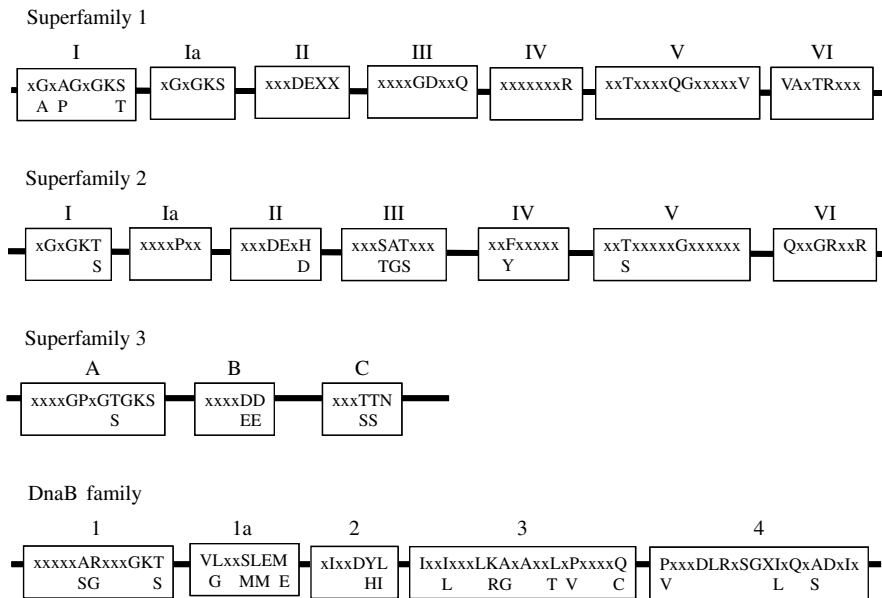 Superfamily 1
I Ia II III IV V VI
xGxAGxGKS xGxGKS xxxDEXX xxxxGDxxQ xxxxxxxR xxTxxxxQGxxxxxV VAxTRxxx
A P T
Superfamily 2
I Ia II III IV V VI
xGxGKT xxxxPxx xxxDExH xxxSATxxx xxFxxxxx xxTxxxxxGxxxxxx QxxGRxxR
S D TGS Y S
Superfamily 3
A B C
xxxxGPxGTGKS xxxxDD xxxTTN
S EE SS
DnaB family
1 1a 2 3 4
xxxxxARxxxGKT VLxxSLEM xIxxDYL IxxIxxxLKAxAxxLxPxxxxQ PxxxDLRxSGXIxQxADxIx
SG S G MM E HI L RG T V C V L S